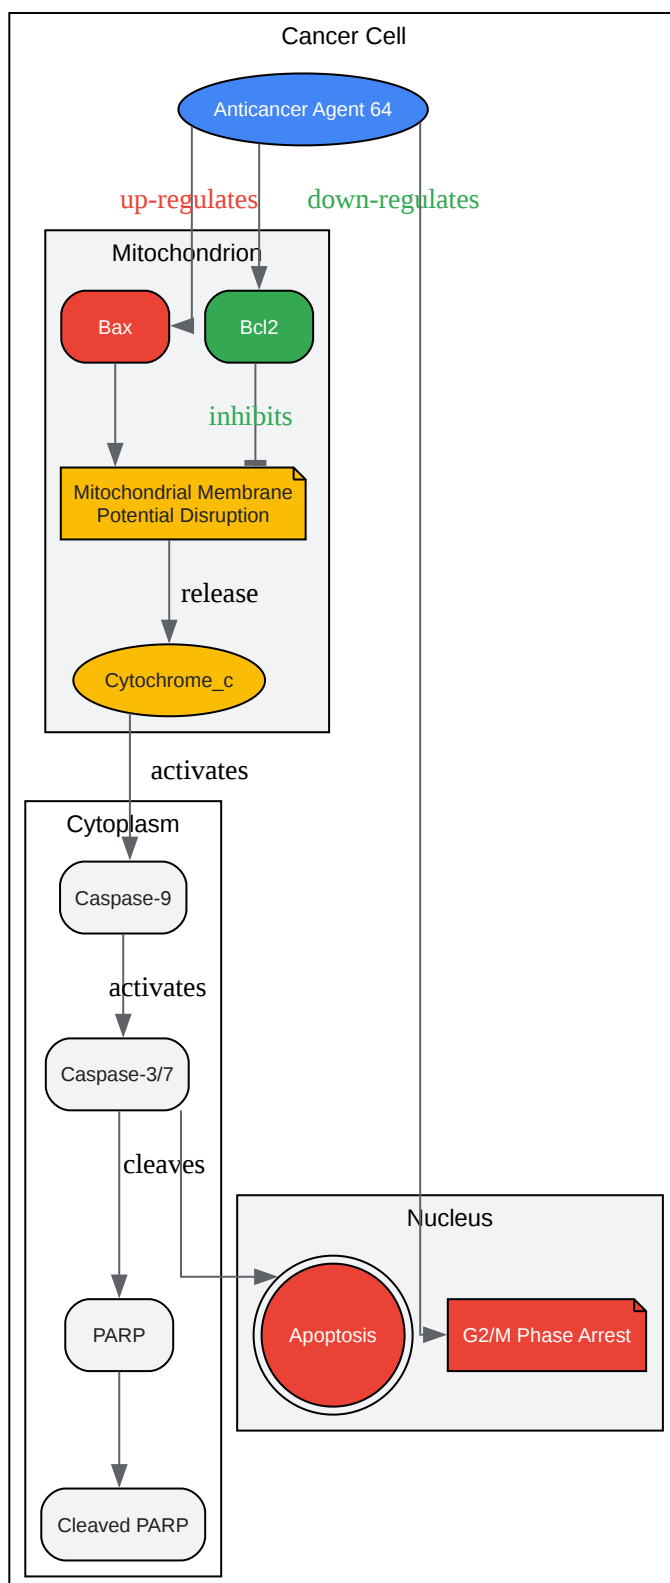 Cancer Cell
Anticancer Agent 64
up-regulates
down-regulates
Mitochondrion
Bax
Bcl2
inhibits
Mitochondrial Membrane
Potential Disruption
release
Cytochrome_c
activates
Cytoplasm
Caspase-9
activates
Caspase-3/7
cleaves
Nucleus
PARP
Apoptosis
G2/M Phase Arrest
Cleaved PARP